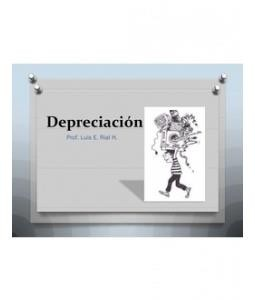 Depreciación
Prof. Luis E. Rial R.